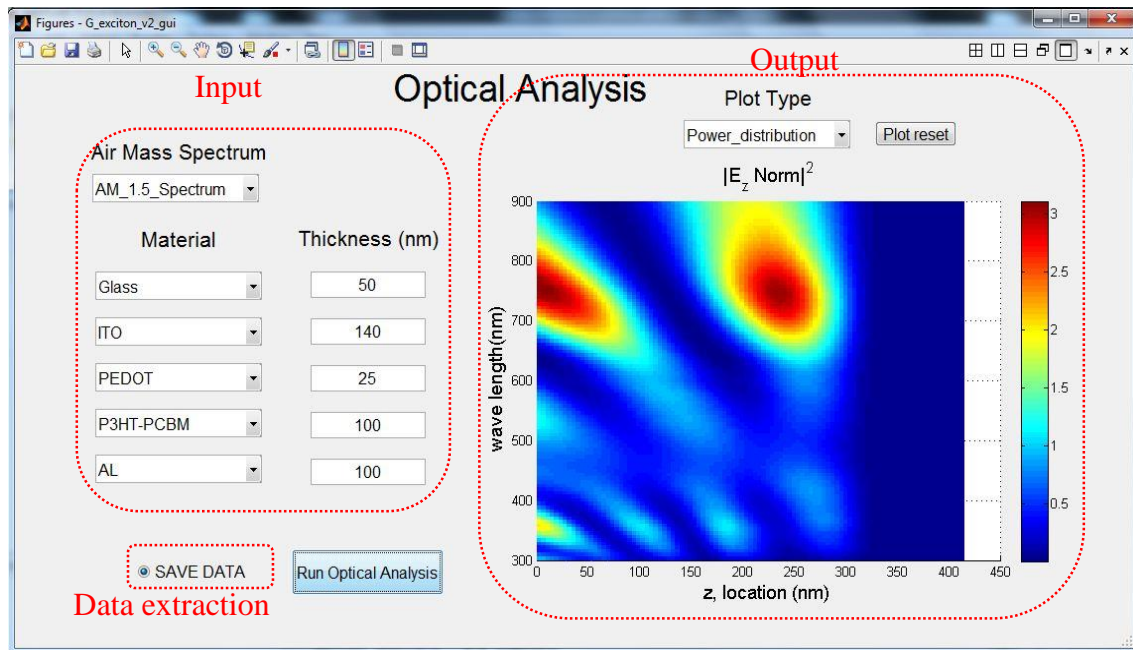 Figures - G_exciton_v2_gui
Input
Optical Analysis
Output
Plot Type
Power_distribution
Plot reset
Air Mass Spectrum
AM_1.5_Spectrum
Material
Thickness (nm)
Glass
50
ITO
140
PEDOT
25
P3HT-PCBM
100
AL
100
SAVE DATA
Run Optical Analysis
Data extraction
|E_z Norm|^2
wave length(nm)
900
800
700
600
500
400
300
0 50 100 150 200 250 300 350 400 450
z, location (nm)
3
2.5
2
1.5
1
0.5